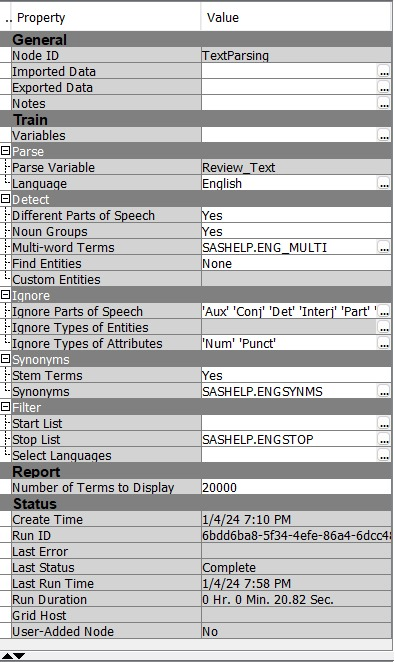 .. Property Value
General
Node ID TextParsing
Imported Data ...
Exported Data ...
Notes ...
Train
Variables ...
Parse
Parse Variable Review_Text
Language English ...
Detect
Different Parts of Speech Yes
Noun Groups Yes
Multi-word Terms SASHELP.ENG_MULTI ...
Find Entities None
Custom Entities
Ignore
Ignore Parts of Speech 'Aux' 'Conj' 'Det' 'Interj' 'Part' ' ...
Ignore Types of Entities ...
Ignore Types of Attributes 'Num' 'Punct' ...
Synonyms
Stem Terms Yes
Synonyms SASHELP.ENGSYNMS ...
Filter
Start List ...
Stop List SASHELP.ENGSTOP ...
Select Languages ...
Report
Number of Terms to Display 20000
Status
Create Time 1/4/24 7:10 PM
Run ID 6bdd6ba8-5f34-4efe-86a4-6dcc48
Last Error
Last Status Complete
Last Run Time 1/4/24 7:58 PM
Run Duration 0 Hr. 0 Min. 20.82 Sec.
Grid Host
User-Added Node No